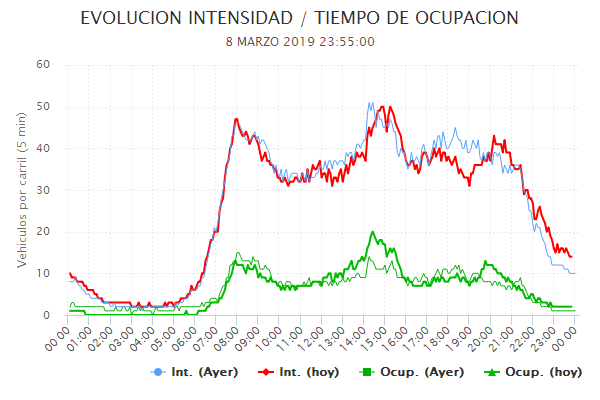 EVOLUCION INTENSIDAD / TIEMPO DE OCUPACION
8 MARZO 2019 23:55:00
Vehiculos por carril (5 min)
60
50
40
30
20
10
0
00:00 01:00 02:00 03:00 04:00 05:00 06:00 07:00 08:00 09:00 10:00 11:00 12:00 13:00 14:00 15:00 16:00 17:00 18:00 19:00 20:00 21:00 22:00 23:00 00:00
Int. (Ayer) Int. (hoy) Ocup. (Ayer) Ocup. (hoy)